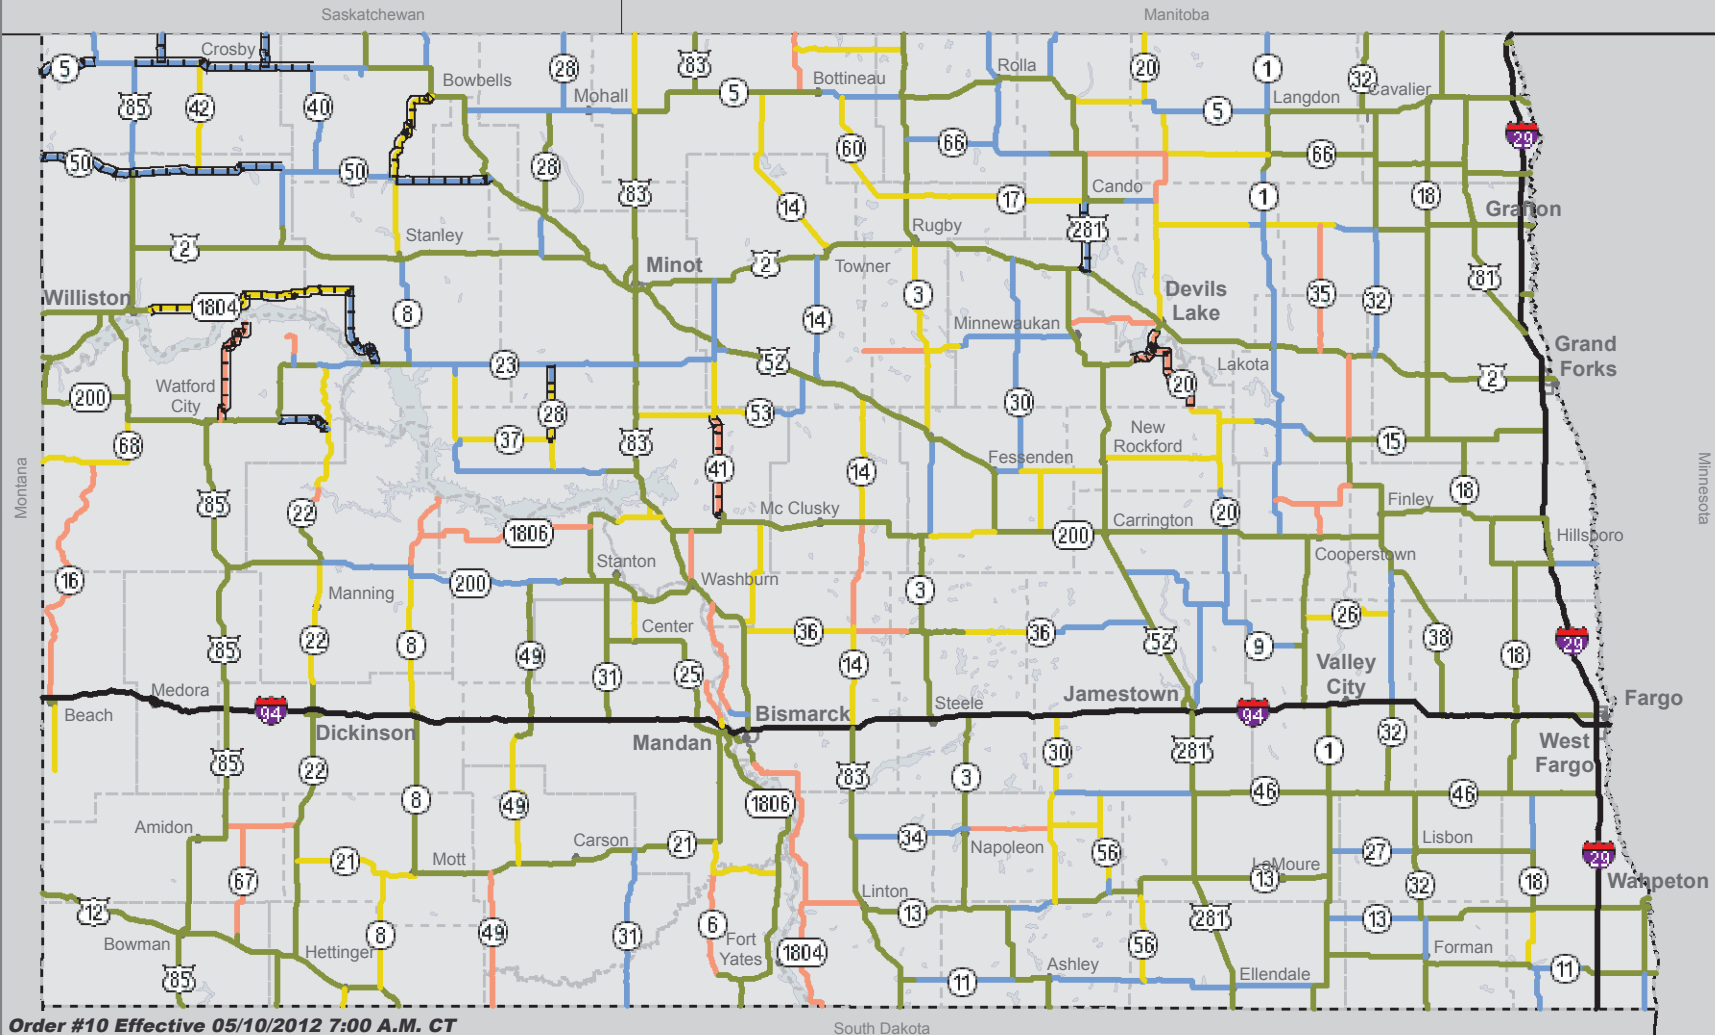 Saskatchewan
Manitoba
Crosby
5
85
42
40
Bowbells
28
Mohall
83
5
Bottineau
Rolla
20
1
32
Langdon
Cavalier
5
29
50
50
28
83
60
66
66
14
17
Cando
1
18
Grafton
281
2
Stanley
Minot
2
Towner
Rugby
81
Williston
1804
8
14
3
Minnewaukan
Devils
Lake
35
32
Grand
Forks
23
52
Lakota
2
Watford
City
200
28
53
30
20
68
37
83
41
New
Rockford
15
Montana
Minnesota
14
Fessenden
85
22
Mc Clusky
20
Finley
18
1806
Carrington
200
Hillsboro
Cooperstown
Stanton
16
200
Washburn
3
Manning
26
Center
22
8
36
36
52
38
29
85
49
9
18
31
25
14
Valley
City
Medora
94
Jamestown
94
Fargo
Beach
Dickinson
Bismarck
Steele
Mandan
32
West
Fargo
85
22
83
3
30
281
1
8
49
1806
46
46
Amidon
Carson
21
34
Napoleon
Lisbon
21
Mott
56
27
LaMoure
29
67
13
32
18
Wahpeton
12
Linton
13
281
13
Bowman
8
49
31
6
Fort
Yates
1804
56
Forman
Hettinger
85
11
Ashley
Ellendale
11
Order #10 Effective 05/10/2012 7:00 A.M. CT
South Dakota